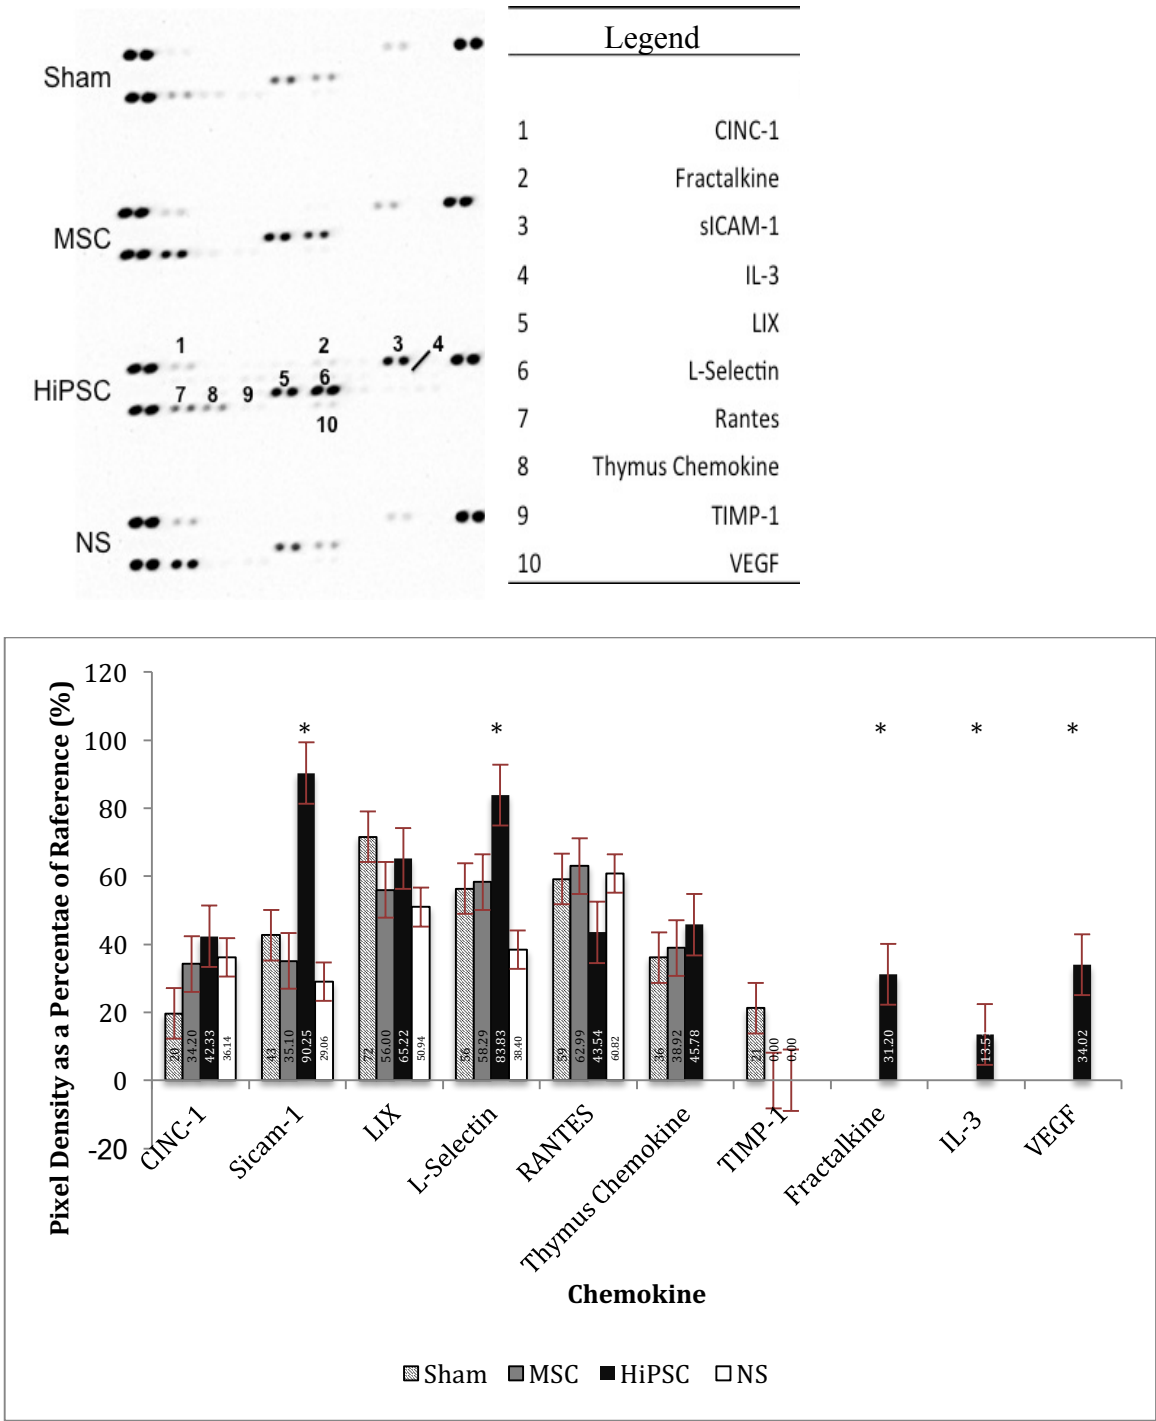 Legend
1 CINC-1
2 Fractalkine
3 sICAM-1
4 IL-3
5 LIX
6 L-Selectin
7 Rantes
8 Thymus Chemokine
9 TIMP-1
10 VEGF
Sham
MSC
HiPSC
1 2 3 4
5 6
7 8 9
10
NS
Pixel Density as a Percentae of Raference (%)
120
100
80
60
40
20
0
-20
* * * * *
20 34.20 42.33 36.14
43 35.10 90.25 29.06
72 56.00 65.22 50.94
56 58.29 83.83 38.40
59 62.99 43.54 60.82
36 38.92 45.78
21 0.00 0.00
31.20
13.5
34.02
CINC-1
Sicam-1
LIX
L-Selectin
RANTES
Thymus Chemokine
TIMP-1
Fractalkine
IL-3
VEGF
Chemokine
Sham MSC HiPSC NS